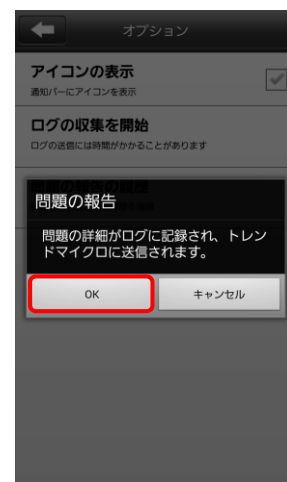 オプション
アイコンの表示
通知バーにアイコンを表示
ログの収集を開始
ログの送信には時間がかかることがあります
問題の報告
問題の詳細がログに記録され、トレン
ドマイクロに送信されます。
OK
キャンセル